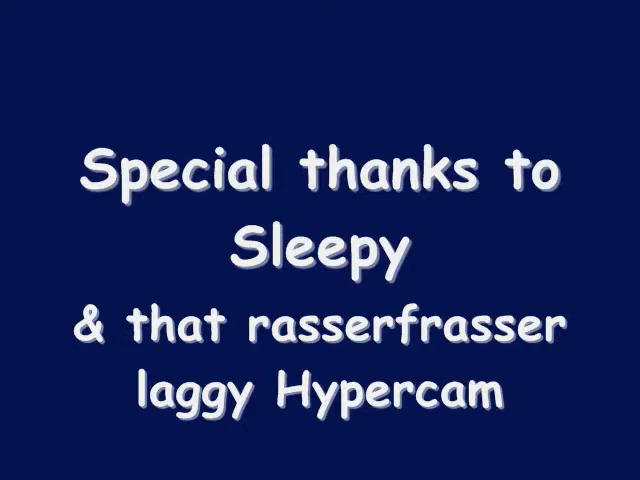 Special thanks to
Sleepy
& that rasserfrasser
laggy Hypercam